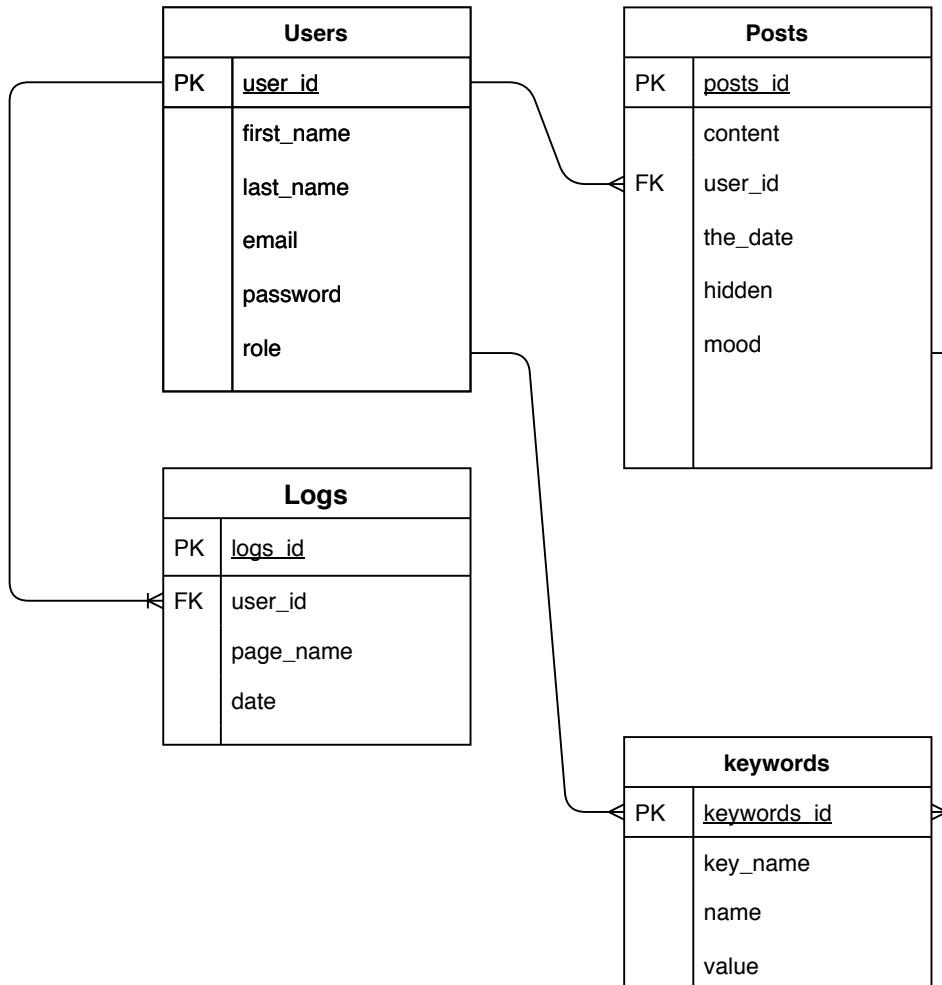 Users
PK user_id
first_name
last_name
email
password
role
Posts
PK posts_id
content
FK user_id
the_date
hidden
mood
Logs
PK logs_id
FK user_id
page_name
date
keywords
PK keywords_id
key_name
name
value